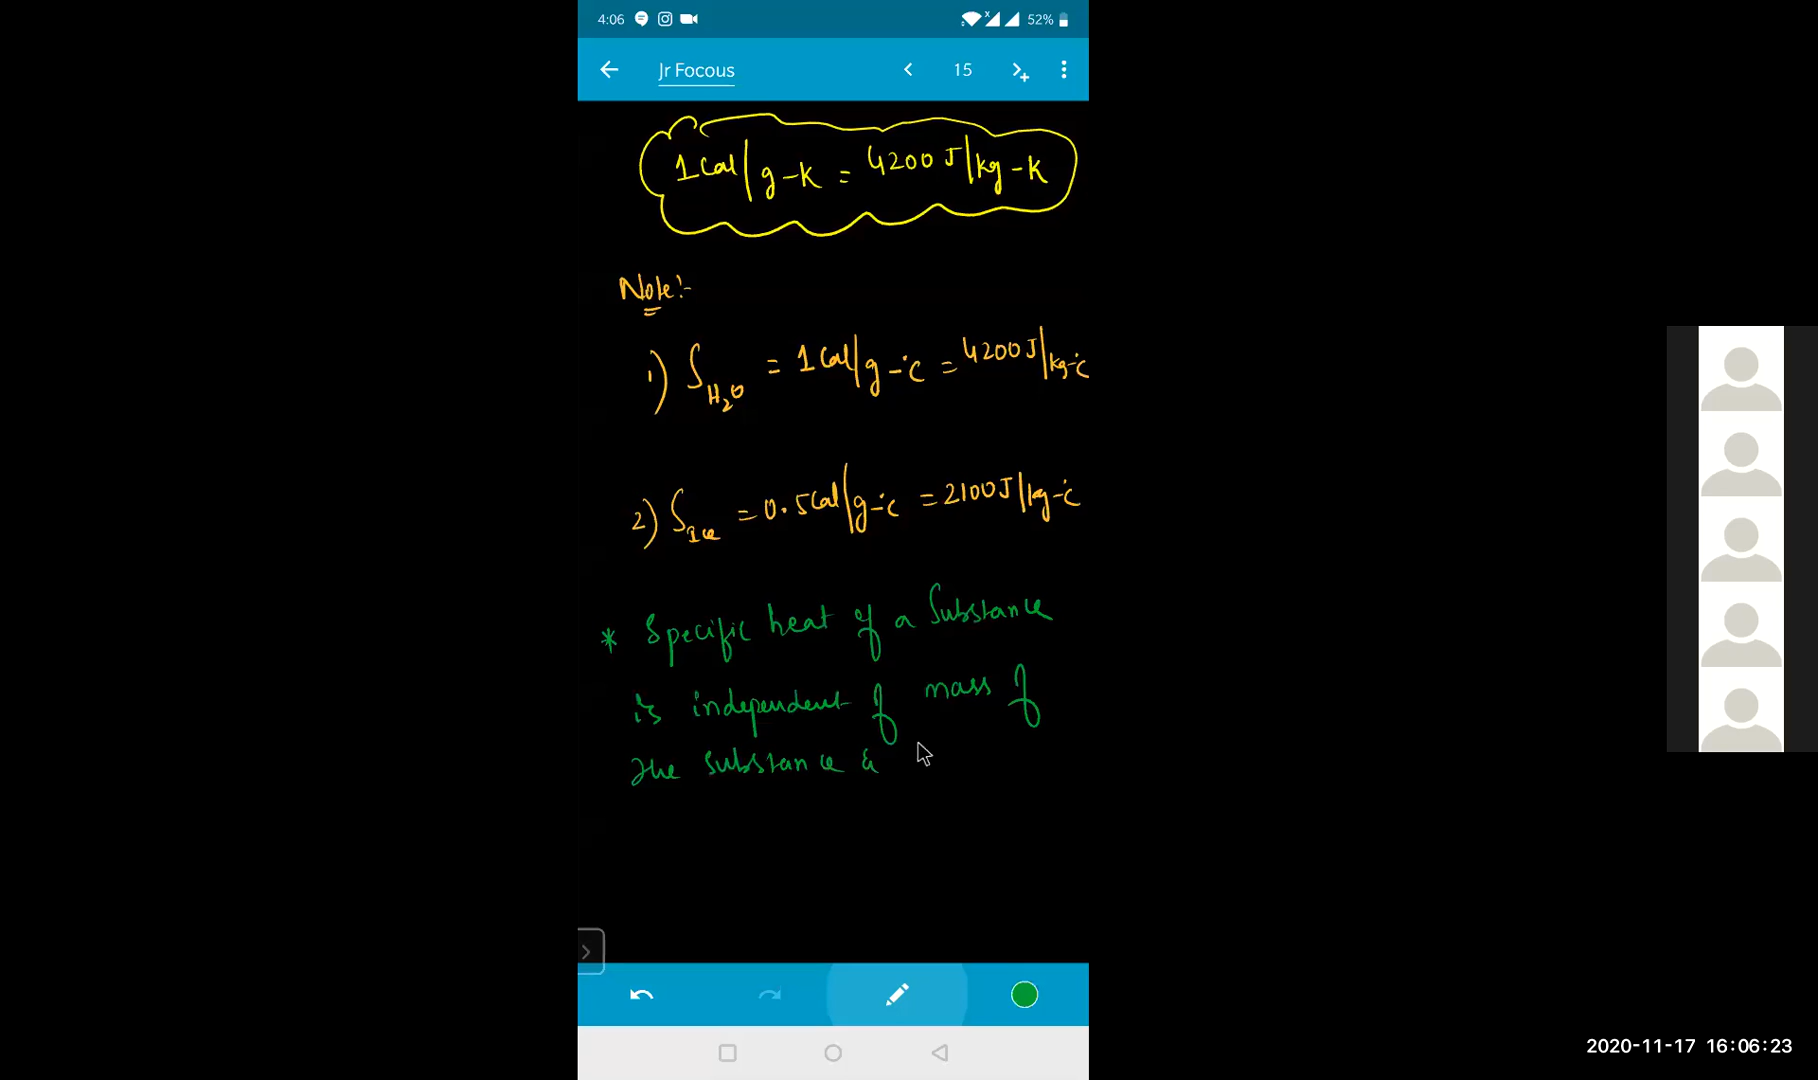 4:06
52%
Jr Focous
15
1 Cal/g-K = 4200 J/kg-K
Note:-
1) S H₂O = 1 Cal/g-°c = 4200 J/kg-°c
2) S Ice = 0.5 Cal/g-°c = 2100 J/kg-°c
* Specific heat of a Substance
is independent of mass of
the substance &
2020-11-17 16:06:23